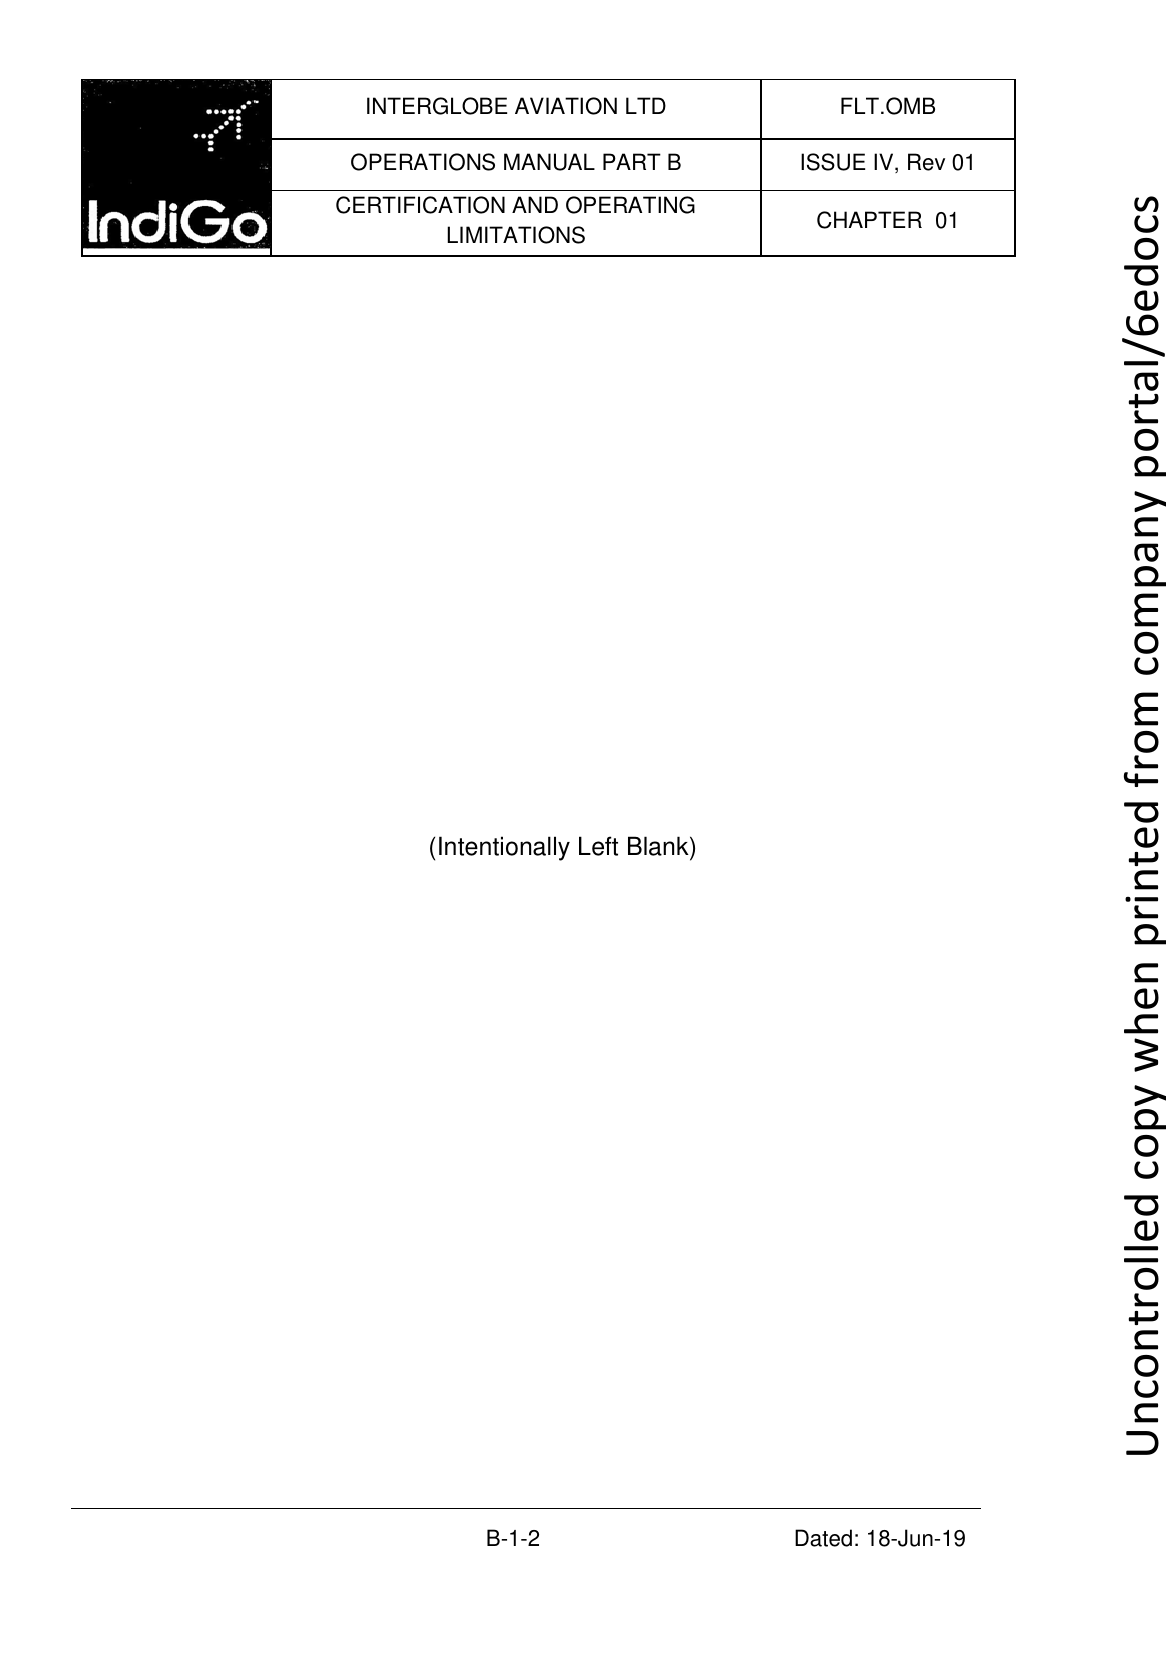 IndiGo
INTERGLOBE AVIATION LTD
FLT.OMB
OPERATIONS MANUAL PART B
ISSUE IV, Rev 01
CERTIFICATION AND OPERATING
LIMITATIONS
CHAPTER  01
(Intentionally Left Blank)
B-1-2
Dated: 18-Jun-19
Uncontrolled copy when printed from company portal/6edocs